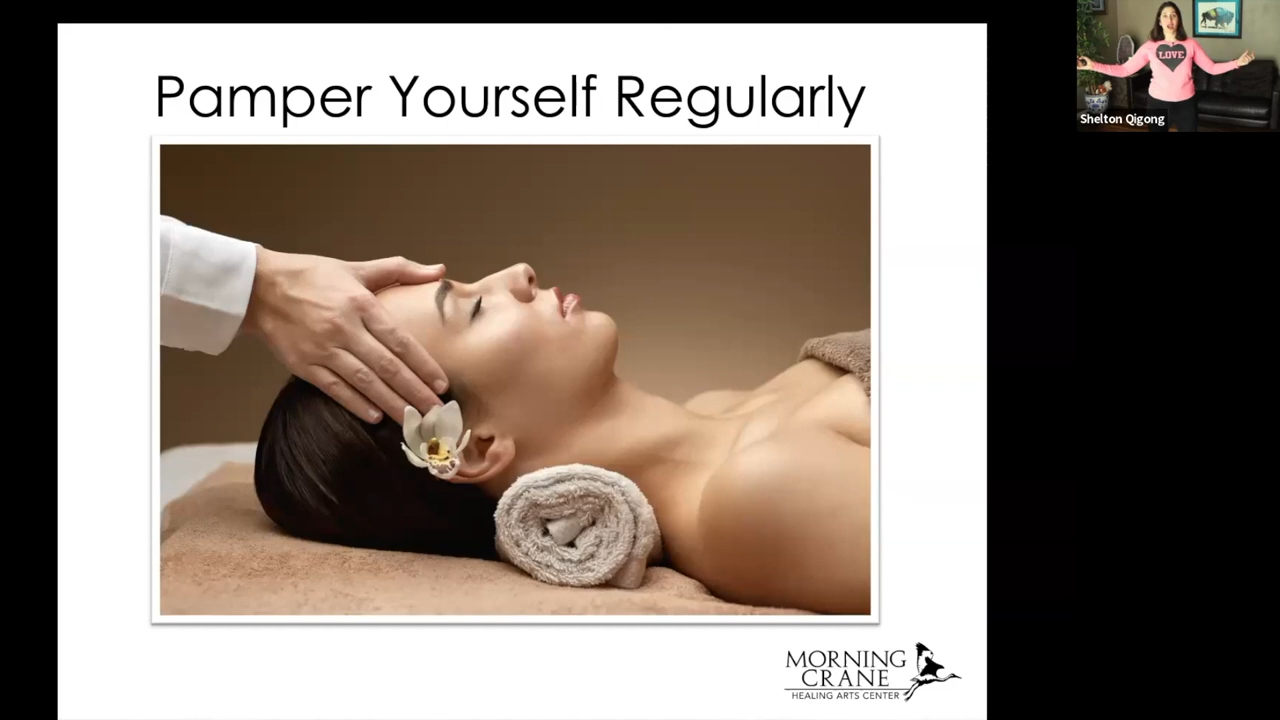 Pamper Yourself Regularly
LOVE
Shelton Qigong
MORNING
CRANE
HEALING ARTS CENTER